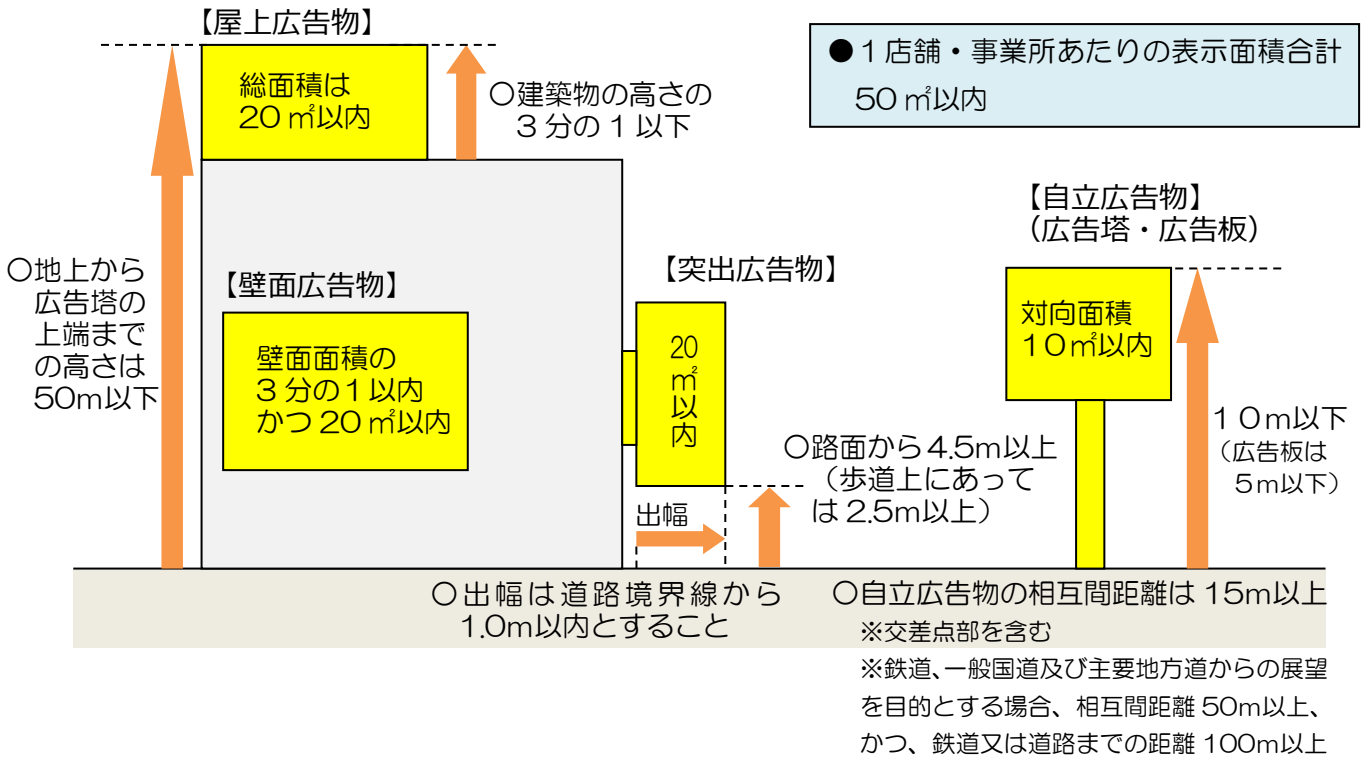 【屋上広告物】
総面積は
20㎡以内
○建築物の高さの
3分の1以下
●1店舗・事業所あたりの表示面積合計
50㎡以内
○地上から
広告塔の
上端まで
の高さは
50m以下
【壁面広告物】
壁面面積の
3分の1以内
かつ20㎡以内
【突出広告物】
20㎡以内
出幅
○路面から4.5m以上
（歩道上にあって
は2.5m以上）
○出幅は道路境界線から
1.0m以内とすること
【自立広告物】
（広告塔・広告板）
対向面積
10㎡以内
10m以下
（広告板は
5m以下）
○自立広告物の相互間距離は15m以上
※交差点部を含む
※鉄道、一般国道及び主要地方道からの展望
を目的とする場合、相互間距離50m以上、
かつ、鉄道又は道路までの距離100m以上